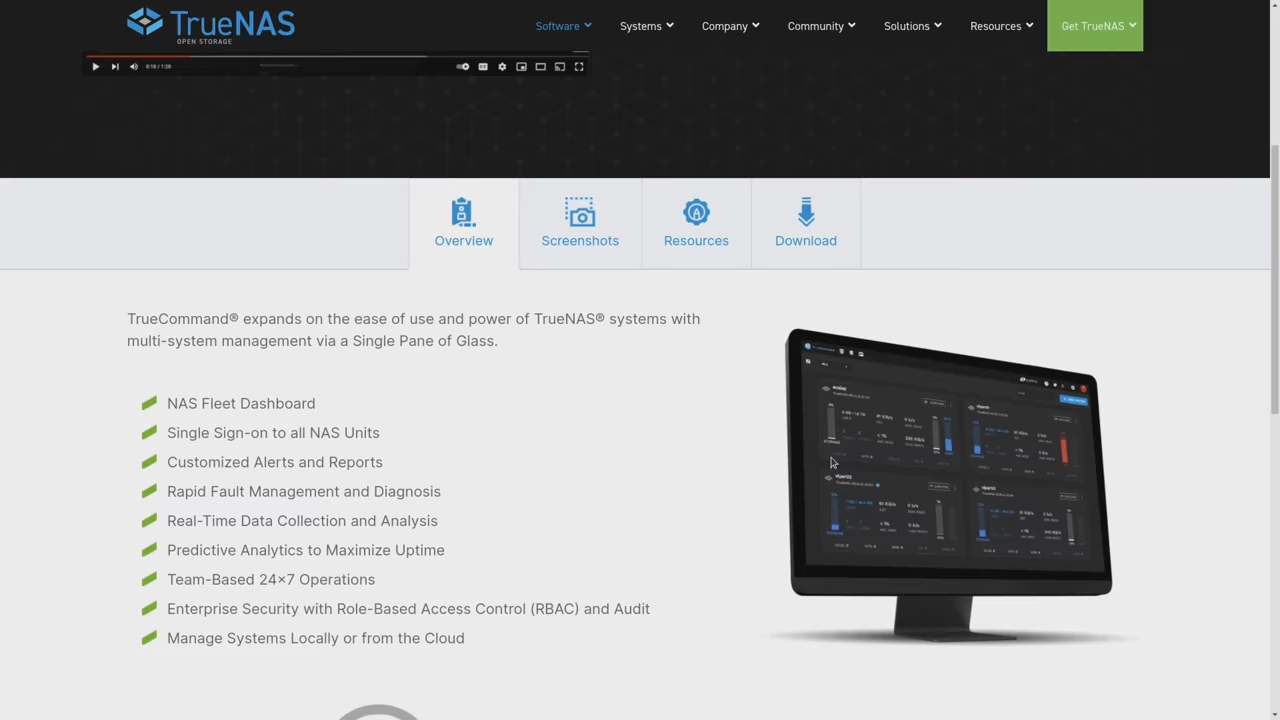 TrueNAS
OPEN STORAGE
Software
Systems
Company
Community
Solutions
Resources
Get TrueNAS
0:19 / 1:28
Overview
Screenshots
Resources
Download
TrueCommand® expands on the ease of use and power of TrueNAS® systems with
multi-system management via a Single Pane of Glass.
NAS Fleet Dashboard
Single Sign-on to all NAS Units
Customized Alerts and Reports
Rapid Fault Management and Diagnosis
Real-Time Data Collection and Analysis
Predictive Analytics to Maximize Uptime
Team-Based 24×7 Operations
Enterprise Security with Role-Based Access Control (RBAC) and Audit
Manage Systems Locally or from the Cloud